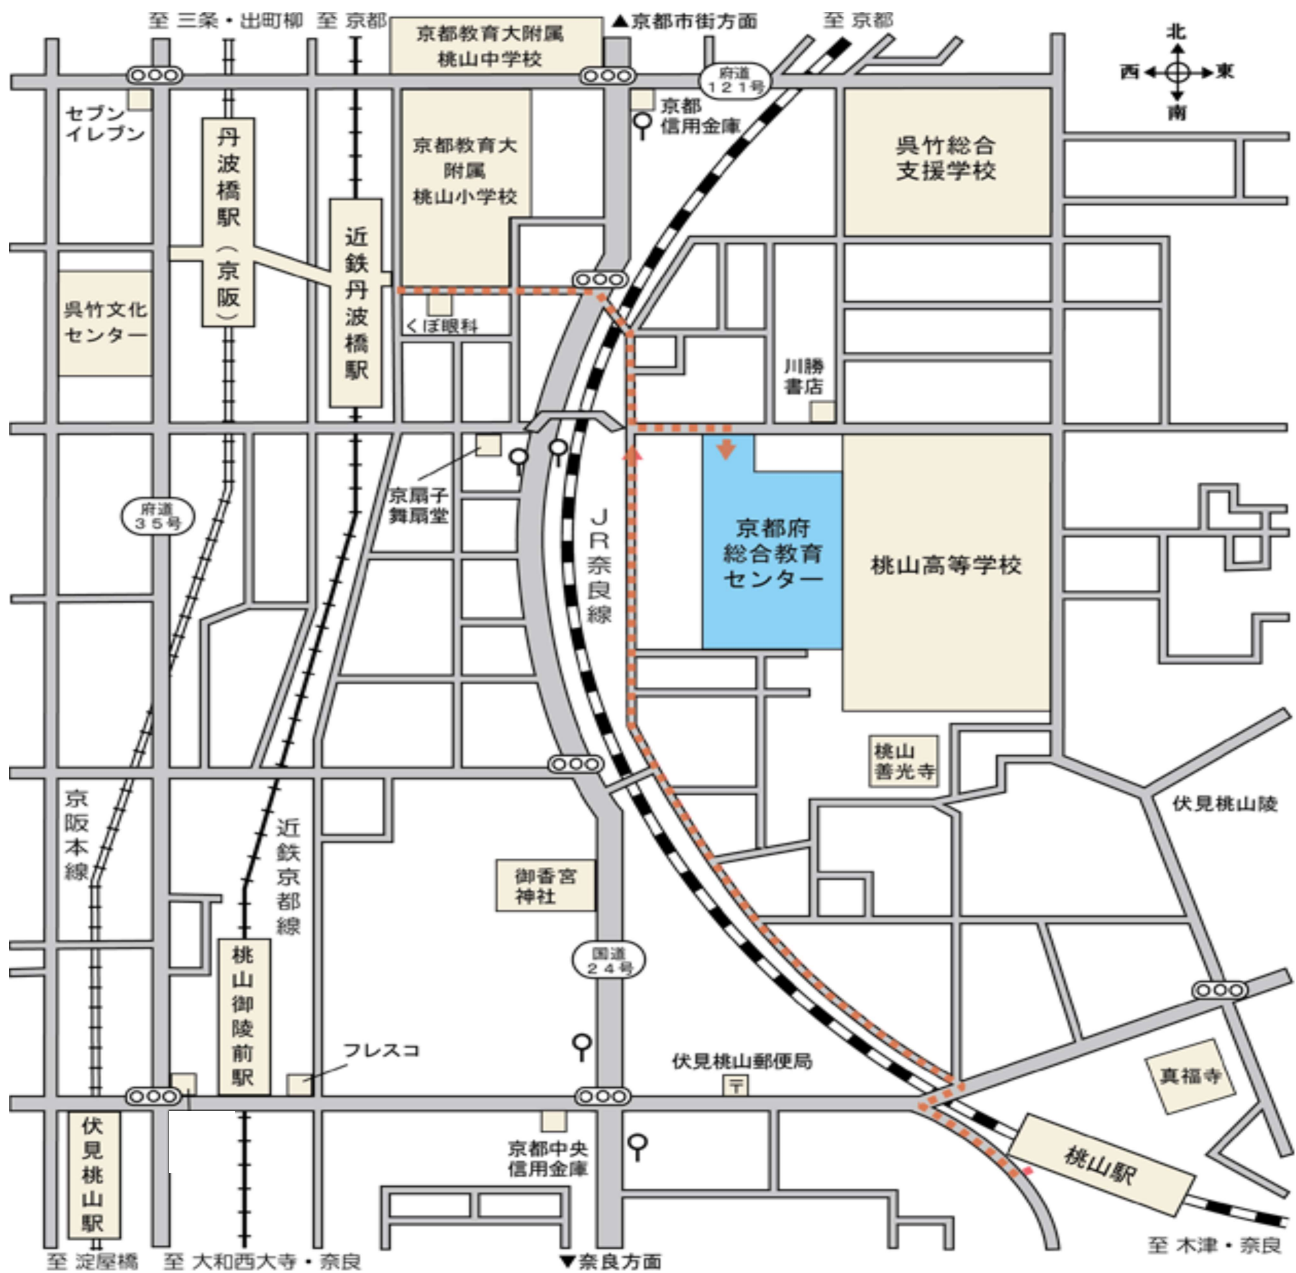 至 三条・出町柳
至 京都
京都教育大附属
桃山中学校
▲京都市街方面
至 京都
北
西
東
南
府道
121号
セブン
イレブン
京都
信用金庫
丹波橋駅（京阪）
近鉄丹波橋駅
京都教育大
附属
桃山小学校
呉竹総合
支援学校
呉竹文化
センター
くぼ眼科
川勝
書店
府道
35号
京扇子
舞扇堂
JR奈良線
京都府
総合教育
センター
桃山高等学校
桃山
善光寺
伏見桃山陵
京阪本線
近鉄京都線
御香宮
神社
国道
24号
桃山御陵前駅
フレスコ
伏見桃山郵便局
〒
真福寺
伏見桃山駅
京都中央
信用金庫
桃山駅
至 淀屋橋
至 大和西大寺・奈良
▼奈良方面
至 木津・奈良